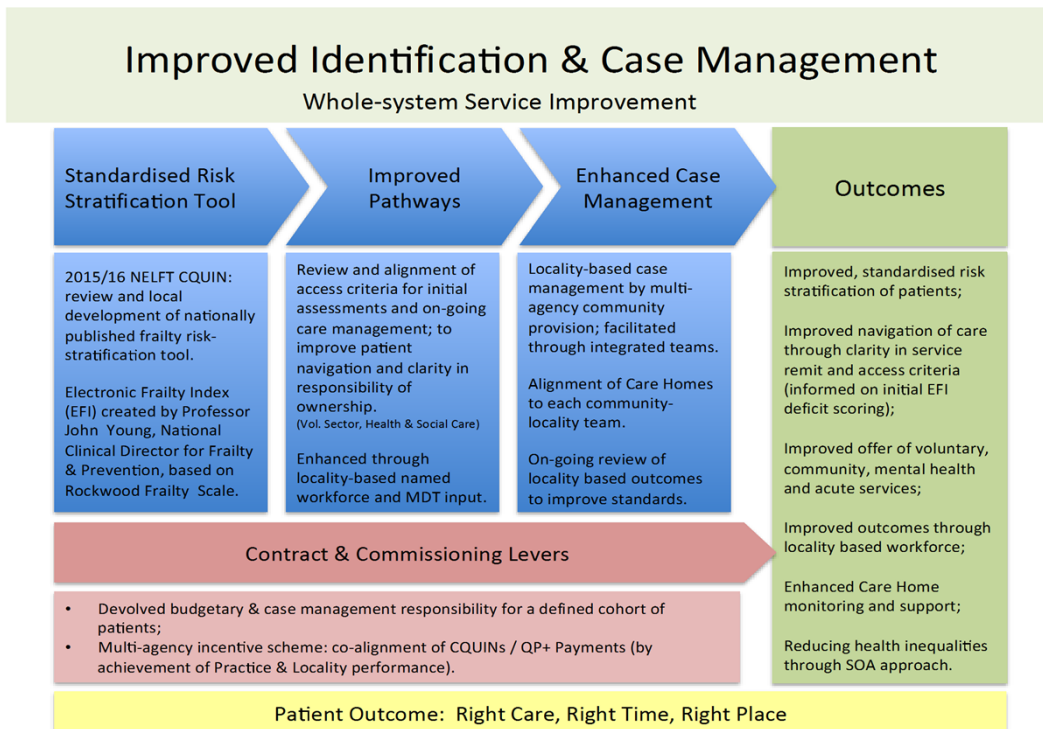 Improved Identification & Case Management
Whole-system Service Improvement
Standardised Risk
Stratification Tool
Improved
Pathways
Enhanced Case
Management
Outcomes
2015/16 NELFT CQUIN:
review and local
development of nationally
published frailty risk-
stratification tool.
Electronic Frailty Index
(EFI) created by Professor
John Young, National
Clinical Director for Frailty
& Prevention, based on
Rockwood Frailty Scale.
Review and alignment of
access criteria for initial
assessments and on-going
care management; to
improve patient
navigation and clarity in
responsibility of
ownership.
(Vol. Sector, Health & Social Care)
Enhanced through
locality-based named
workforce and MDT input.
Locality-based case
management by multi-
agency community
provision; facilitated
through integrated teams.
Alignment of Care Homes
to each community-
locality team.
On-going review of
locality based outcomes
to improve standards.
Improved, standardised risk
stratification of patients;
Improved navigation of care
through clarity in service
remit and access criteria
(informed on initial EFI
deficit scoring);
Improved offer of voluntary,
community, mental health
and acute services;
Improved outcomes through
locality based workforce;
Enhanced Care Home
monitoring and support;
Reducing health inequalities
through SOA approach.
Contract & Commissioning Levers
• Devolved budgetary & case management responsibility for a defined cohort of
patients;
• Multi-agency incentive scheme: co-alignment of CQUINs / QP+ Payments (by
achievement of Practice & Locality performance).
Patient Outcome: Right Care, Right Time, Right Place